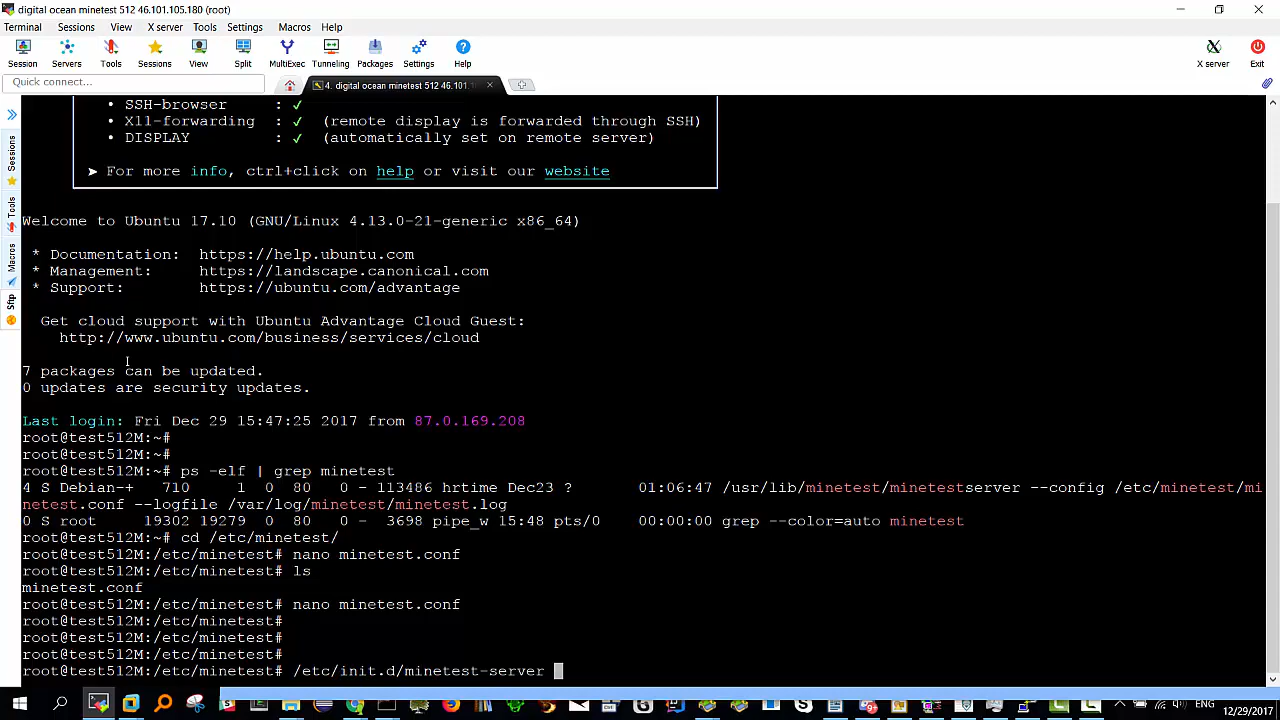 digital ocean minetest 512 46.101.105.180 (root)
Terminal Sessions View X server Tools Settings Macros Help
Session Servers Tools Sessions View Split MultiExec Tunneling Packages Settings Help X server Exit
Quick connect... 4. digital ocean minetest 512 46.101.
Sessions
Tools
Macros
Sftp
• SSH-browser : ✓
• X11-forwarding : ✓ (remote display is forwarded through SSH)
• DISPLAY : ✓ (automatically set on remote server)
➤ For more info, ctrl+click on help or visit our website
Welcome to Ubuntu 17.10 (GNU/Linux 4.13.0-21-generic x86_64)
* Documentation: https://help.ubuntu.com
* Management: https://landscape.canonical.com
* Support: https://ubuntu.com/advantage
Get cloud support with Ubuntu Advantage Cloud Guest:
http://www.ubuntu.com/business/services/cloud
7 packages can be updated.
0 updates are security updates.
Last login: Fri Dec 29 15:47:25 2017 from 87.0.169.208
root@test512M:~#
root@test512M:~#
root@test512M:~# ps -elf | grep minetest
4 S Debian-+ 710 1 0 80 0 - 113486 hrtime Dec23 ? 01:06:47 /usr/lib/minetest/minetestserver --config /etc/minetest/mi
netest.conf --logfile /var/log/minetest/minetest.log
0 S root 19302 19279 0 80 0 - 3698 pipe_w 15:48 pts/0 00:00:00 grep --color=auto minetest
root@test512M:~# cd /etc/minetest/
root@test512M:/etc/minetest# nano minetest.conf
root@test512M:/etc/minetest# ls
minetest.conf
root@test512M:/etc/minetest# nano minetest.conf
root@test512M:/etc/minetest#
root@test512M:/etc/minetest#
root@test512M:/etc/minetest#
root@test512M:/etc/minetest# /etc/init.d/minetest-server
ENG
12/29/2017